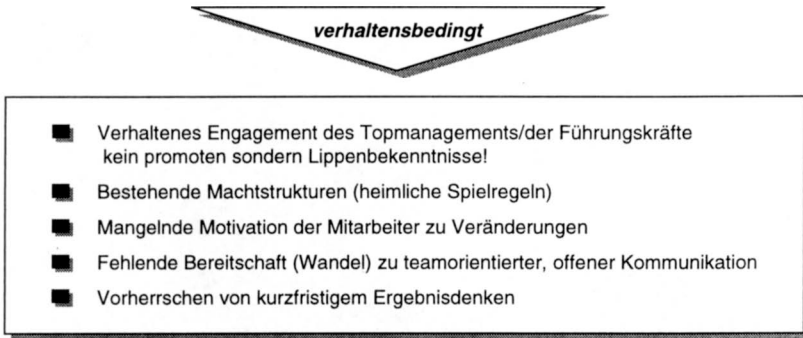 verhaltensbedingt
Verhaltenes Engagement des Topmanagements/der Führungskräfte
kein promoten sondern Lippenbekenntnisse!
Bestehende Machtstrukturen (heimliche Spielregeln)
Mangelnde Motivation der Mitarbeiter zu Veränderungen
Fehlende Bereitschaft (Wandel) zu teamorientierter, offener Kommunikation
Vorherrschen von kurzfristigem Ergebnisdenken